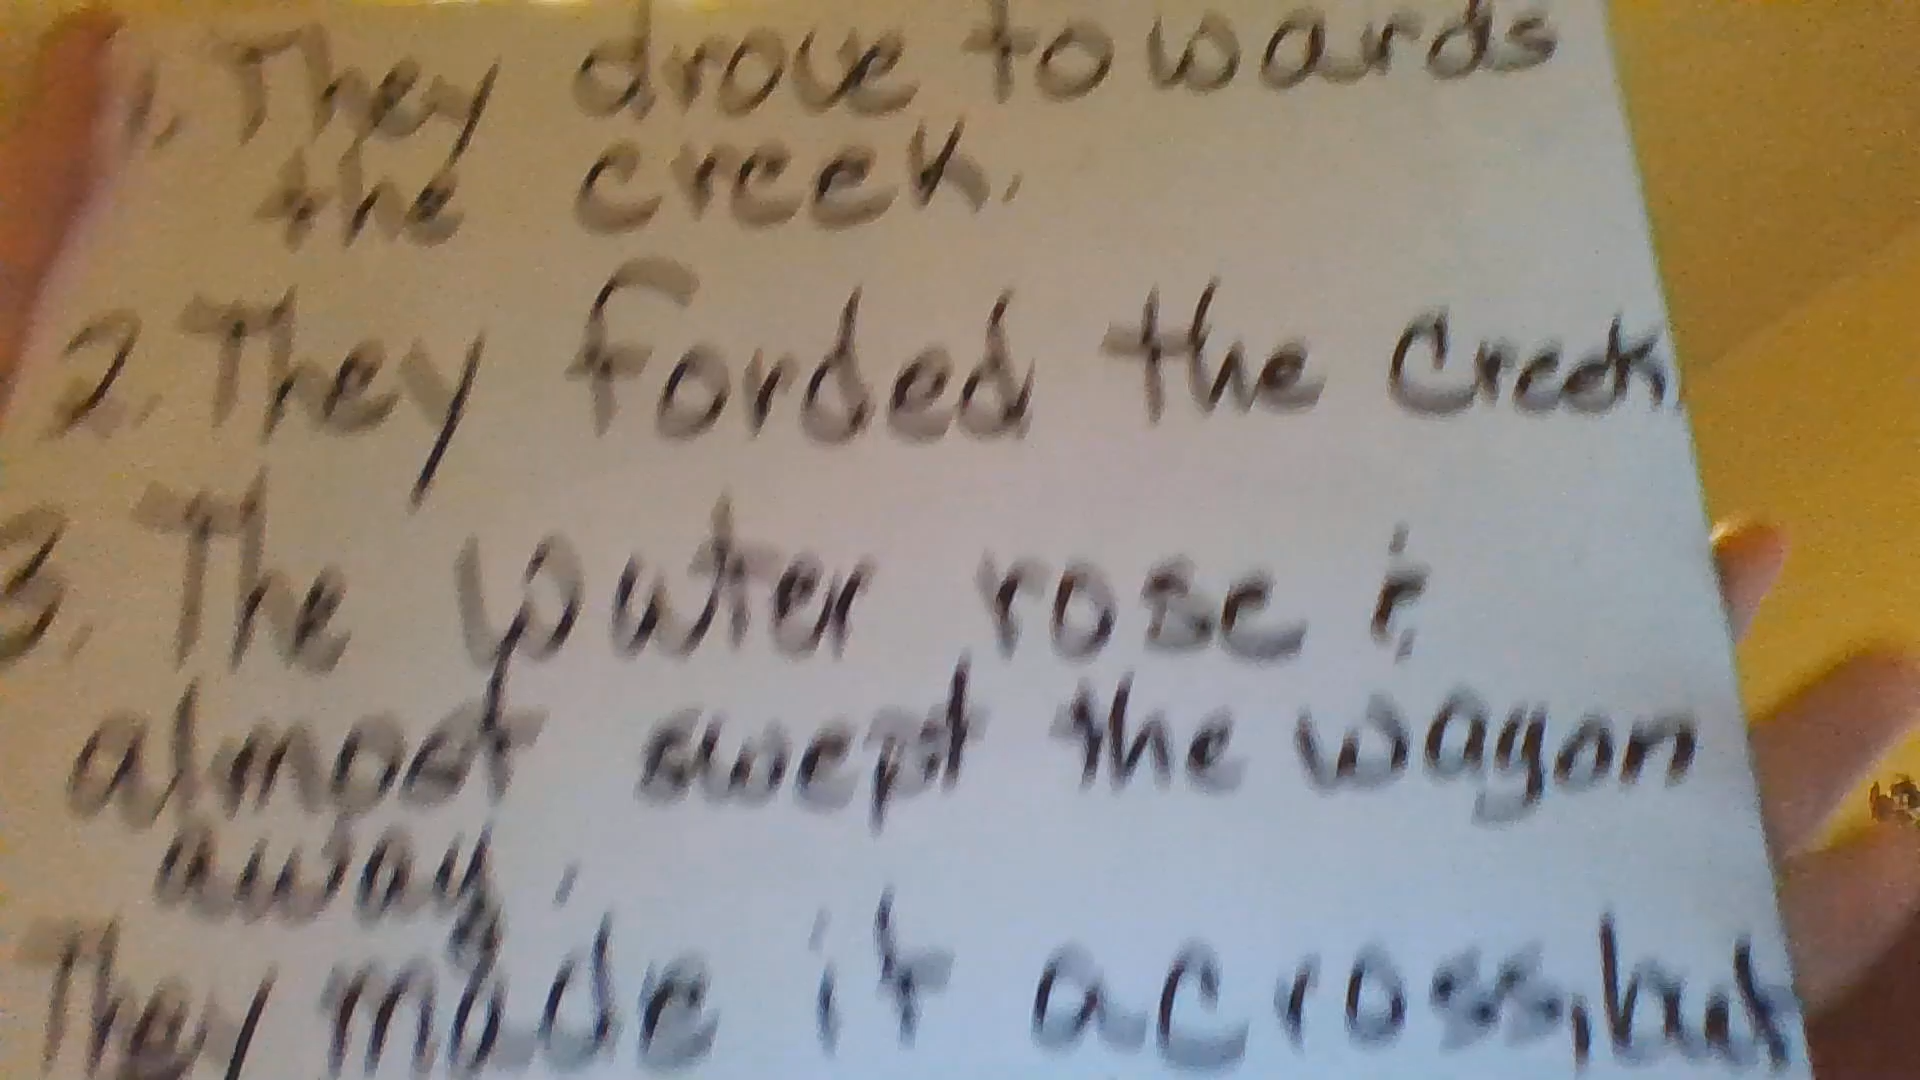 1. They drove towards
the creek.
2. They forded the creek.
3. The water rose &
almost swept the wagon
away.
They made it across, but